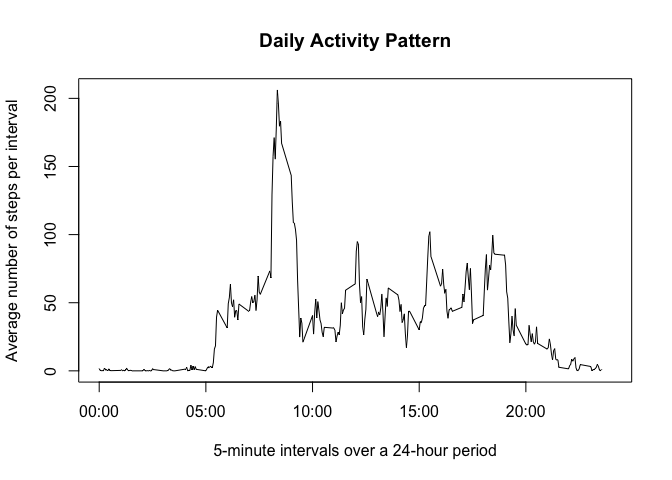 Daily Activity Pattern
Average number of steps per interval
200
150
100
50
0
00:00 05:00 10:00 15:00 20:00
5-minute intervals over a 24-hour period